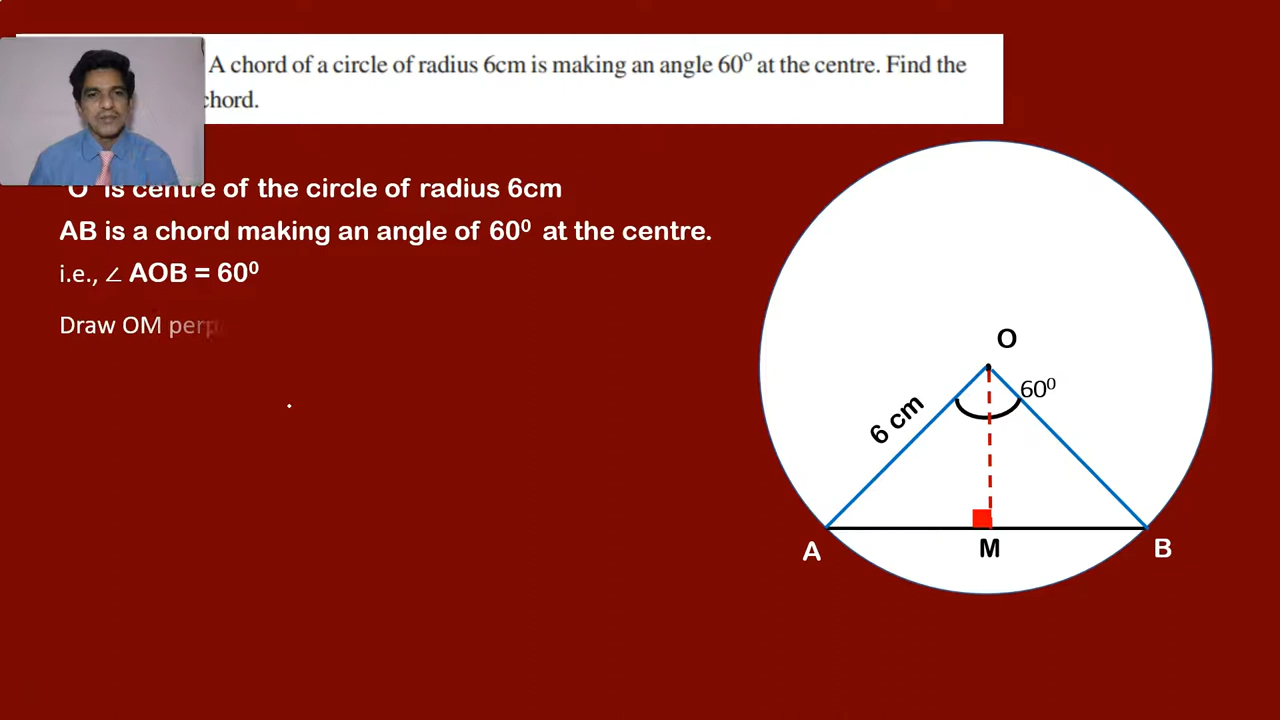 A chord of a circle of radius 6cm is making an angle 60° at the centre. Find the
chord.
'O' is centre of the circle of radius 6cm
AB is a chord making an angle of 60⁰ at the centre.
i.e., ∠ AOB = 60⁰
Draw OM perp
O
60⁰
6 cm
A
M
B